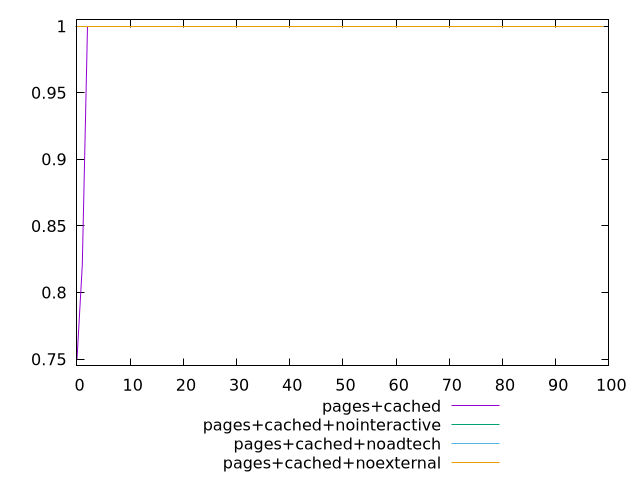 1
0.95
0.9
0.85
0.8
0.75
0 10 20 30 40 50 60 70 80 90 100
pages+cached
pages+cached+nointeractive
pages+cached+noadtech
pages+cached+noexternal